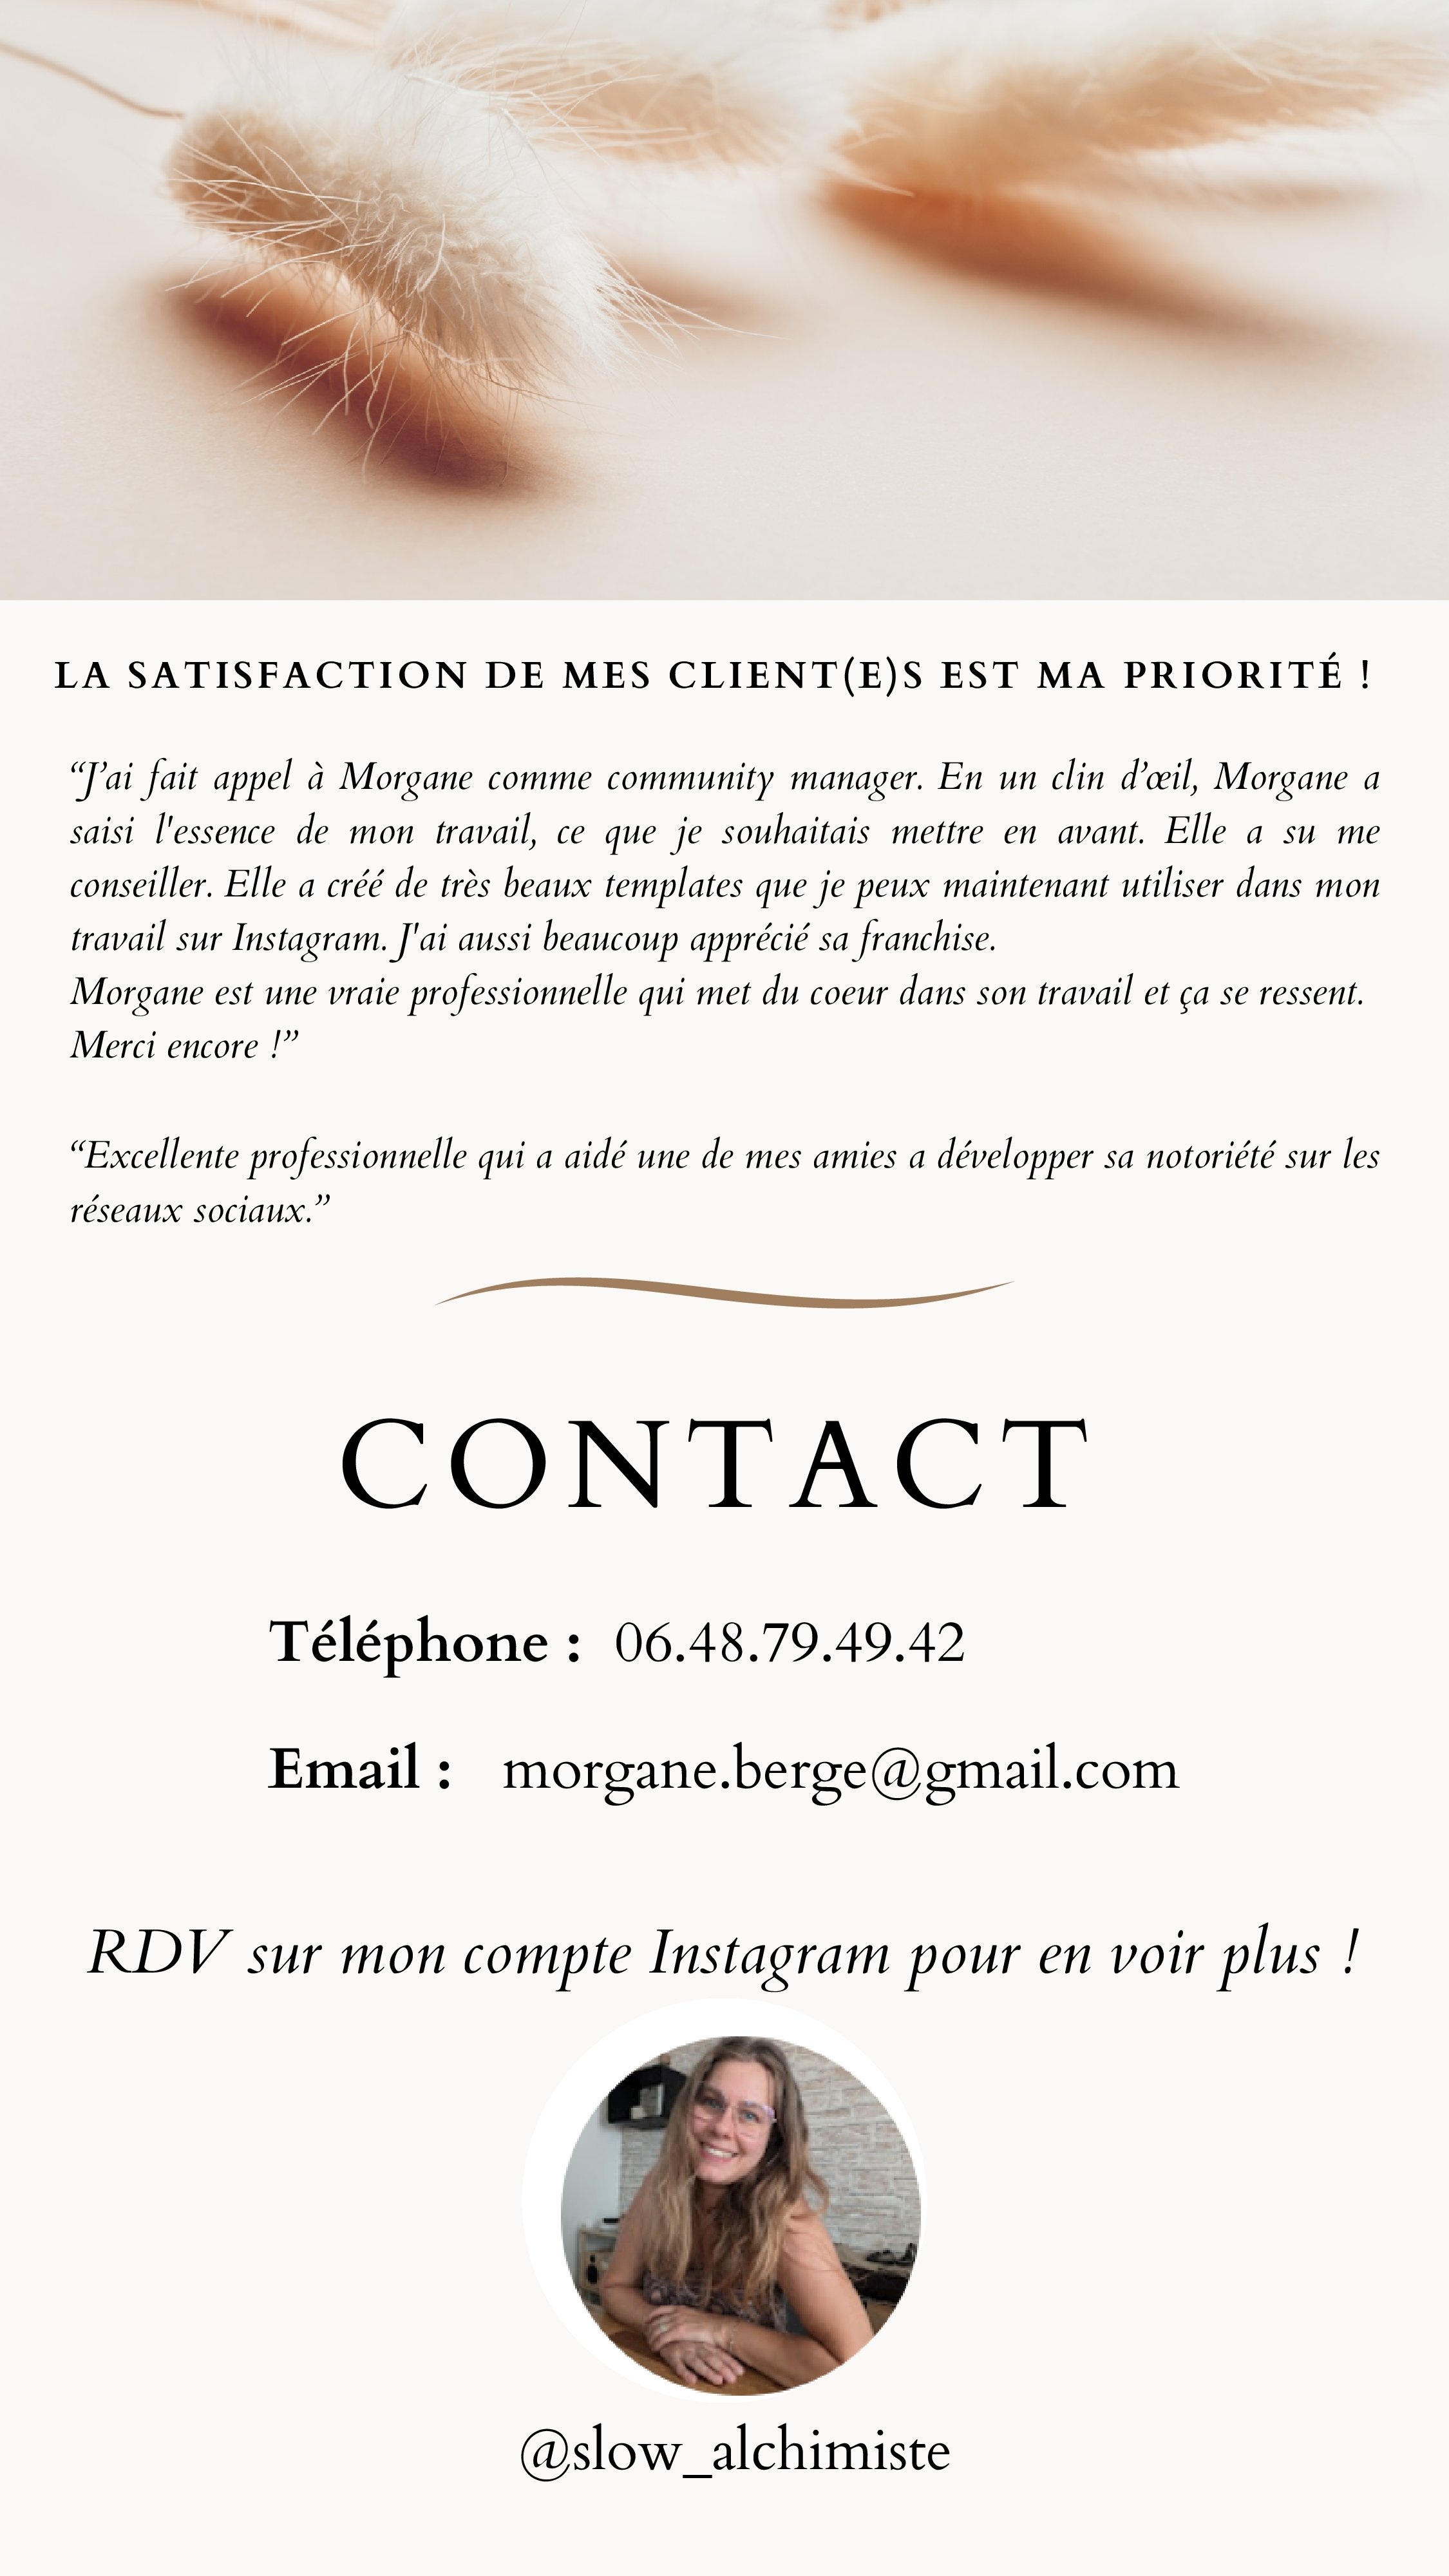 LA SATISFACTION DE MES CLIENT(E)S EST MA PRIORITÉ !
“J’ai fait appel à Morgane comme community manager. En un clin d’œil, Morgane a
saisi l'essence de mon travail, ce que je souhaitais mettre en avant. Elle a su me
conseiller. Elle a créé de très beaux templates que je peux maintenant utiliser dans mon
travail sur Instagram. J'ai aussi beaucoup apprécié sa franchise.
Morgane est une vraie professionnelle qui met du coeur dans son travail et ça se ressent.
Merci encore !”
“Excellente professionnelle qui a aidé une de mes amies a développer sa notoriété sur les
réseaux sociaux.”
CONTACT
Téléphone : 06.48.79.49.42
Email : morgane.berge@gmail.com
RDV sur mon compte Instagram pour en voir plus !
@slow_alchimiste